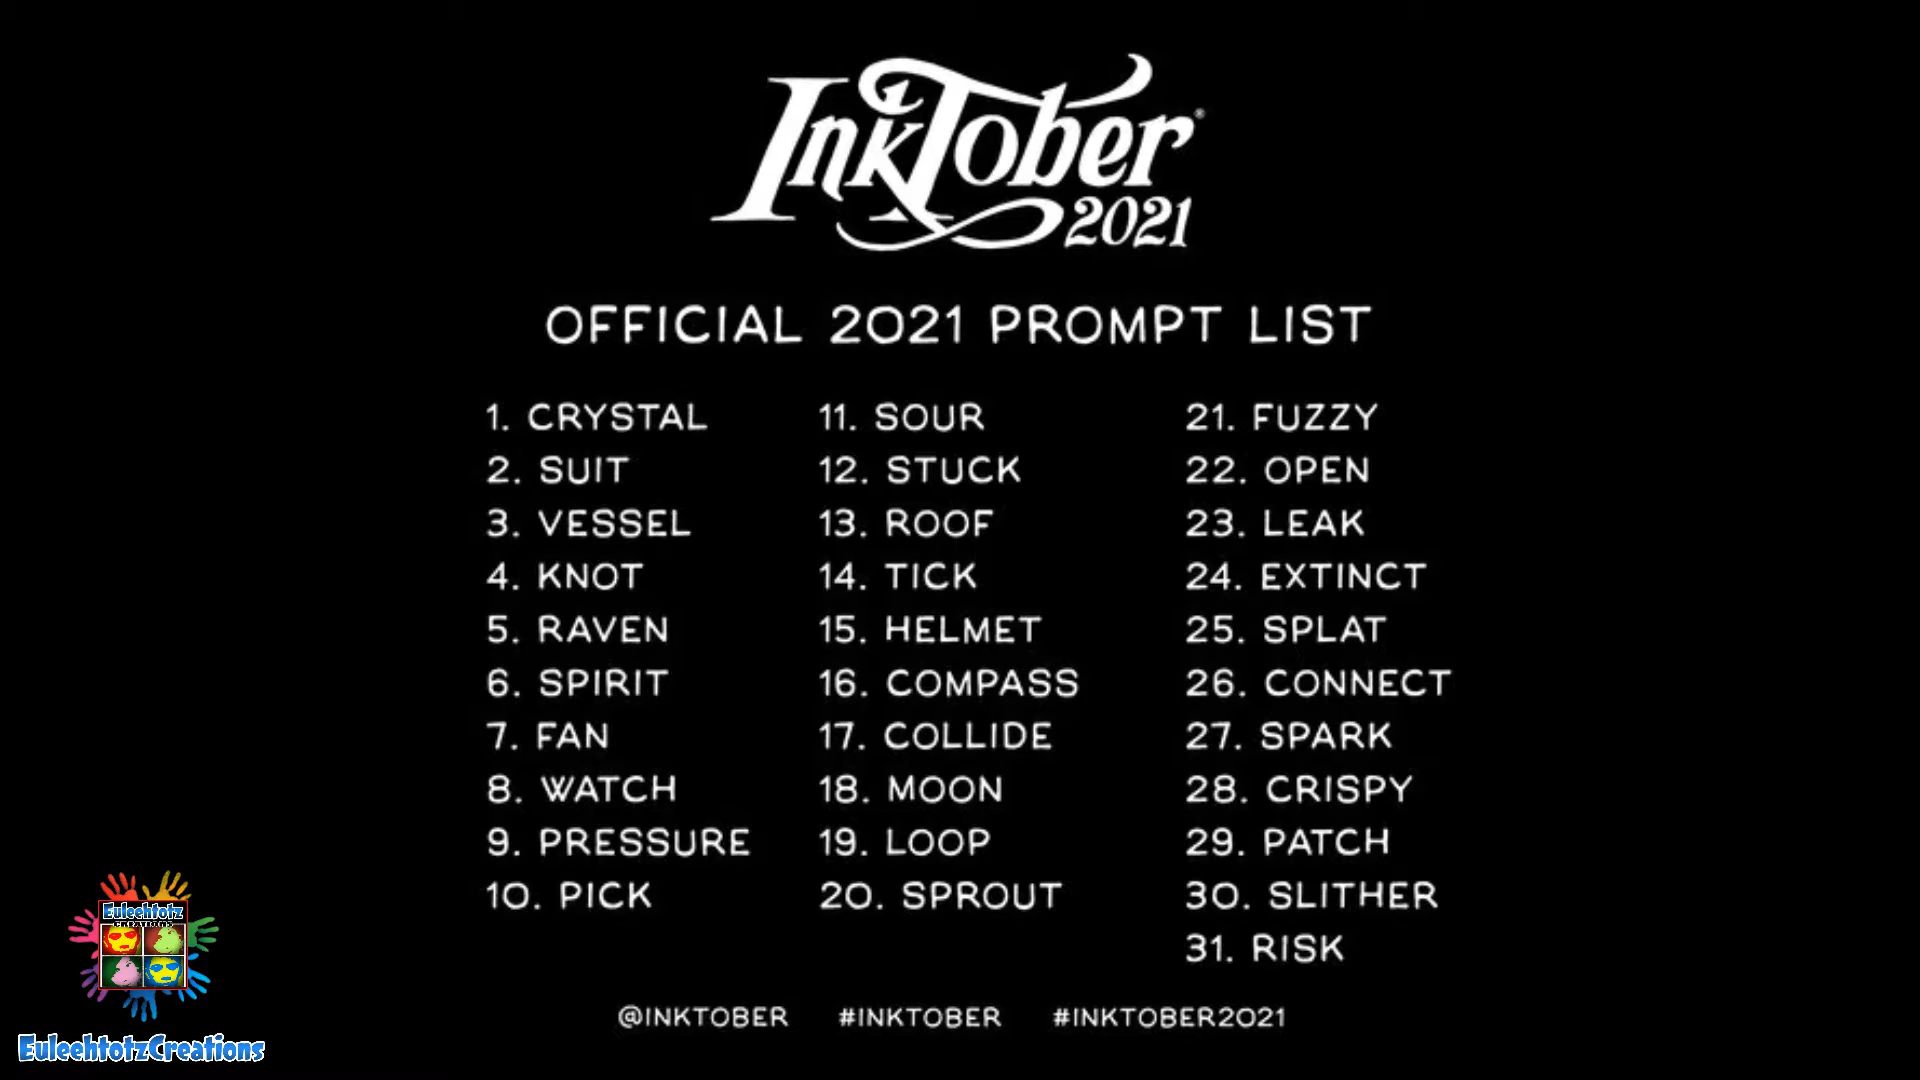 InkTober®
2021
OFFICIAL 2021 PROMPT LIST
1. CRYSTAL
2. SUIT
3. VESSEL
4. KNOT
5. RAVEN
6. SPIRIT
7. FAN
8. WATCH
9. PRESSURE
10. PICK
11. SOUR
12. STUCK
13. ROOF
14. TICK
15. HELMET
16. COMPASS
17. COLLIDE
18. MOON
19. LOOP
20. SPROUT
21. FUZZY
22. OPEN
23. LEAK
24. EXTINCT
25. SPLAT
26. CONNECT
27. SPARK
28. CRISPY
29. PATCH
30. SLITHER
31. RISK
@INKTOBER #INKTOBER #INKTOBER2021
Euleehtotz
CREATIONS
EuleehtotzCreations